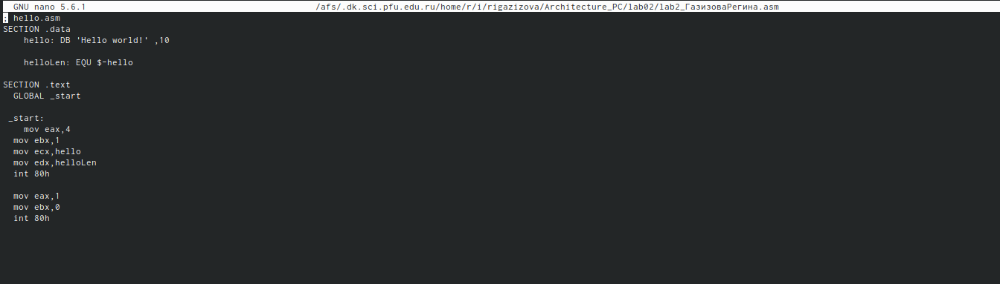 GNU nano 5.6.1 /afs/.dk.sci.pfu.edu.ru/home/r/i/rigazizova/Architecture_PC/lab02/lab2_ГазизоваРегина.asm
; hello.asm
SECTION .data
hello: DB 'Hello world!' ,10
helloLen: EQU $-hello
SECTION .text
GLOBAL _start
_start:
mov eax,4
mov ebx,1
mov ecx,hello
mov edx,helloLen
int 80h
mov eax,1
mov ebx,0
int 80h